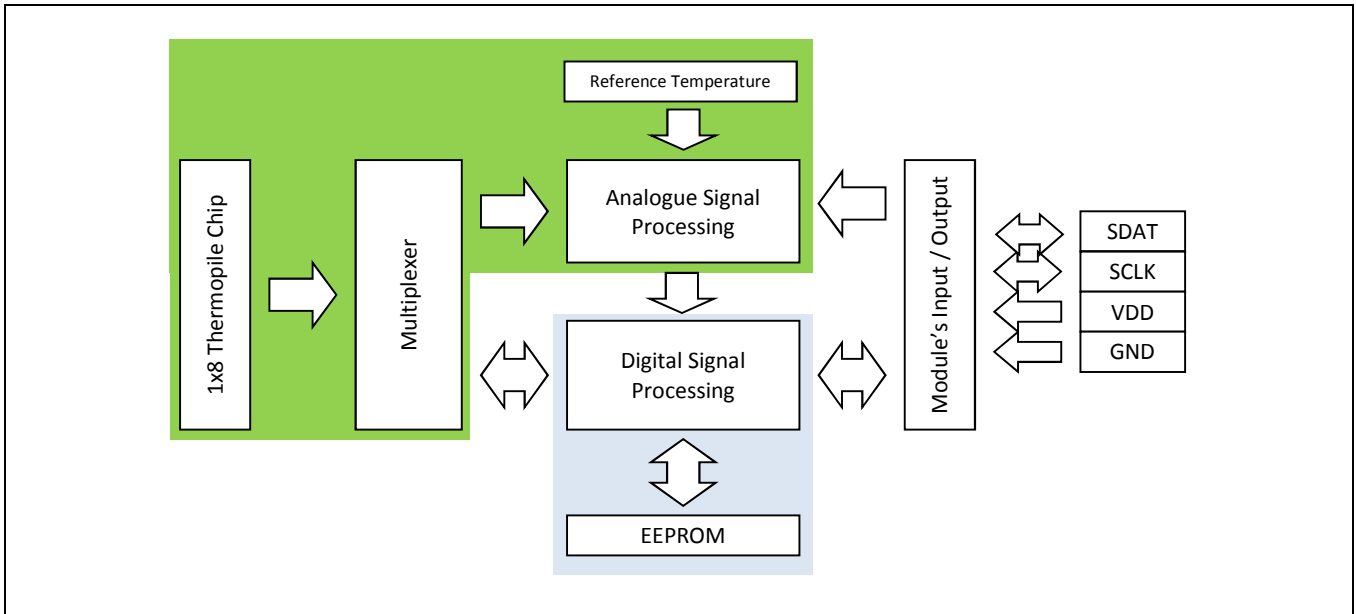 Reference Temperature
1x8 Thermopile Chip
Multiplexer
Analogue Signal
Processing
Module's Input / Output
SDAT
SCLK
VDD
GND
Digital Signal
Processing
EEPROM